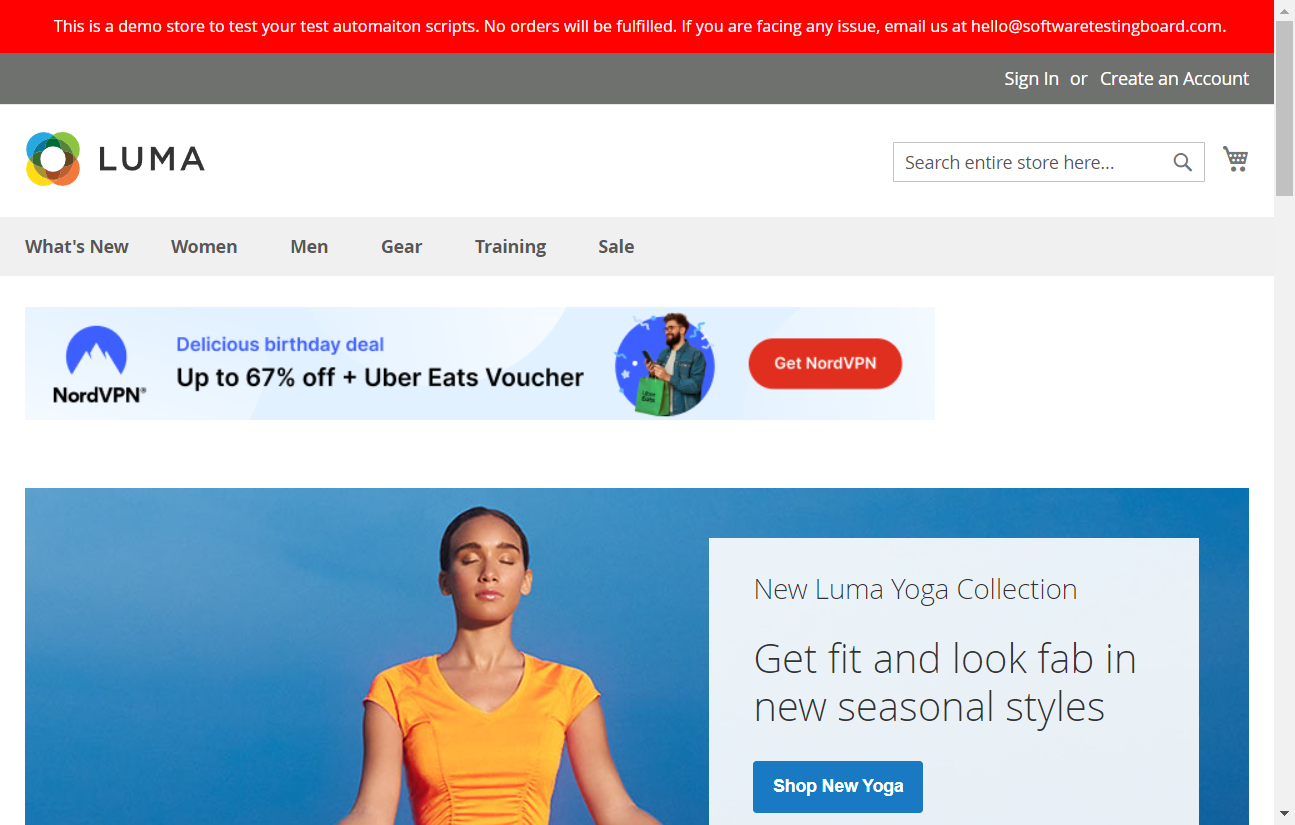 This is a demo store to test your test automaiton scripts. No orders will be fulfilled. If you are facing any issue, email us at hello@softwaretestingboard.com.
Sign In or Create an Account
LUMA
Search entire store here...
What's New Women Men Gear Training Sale
Delicious birthday deal
Up to 67% off + Uber Eats Voucher
NordVPN®
Uber Eats
Get NordVPN
New Luma Yoga Collection
Get fit and look fab in
new seasonal styles
Shop New Yoga